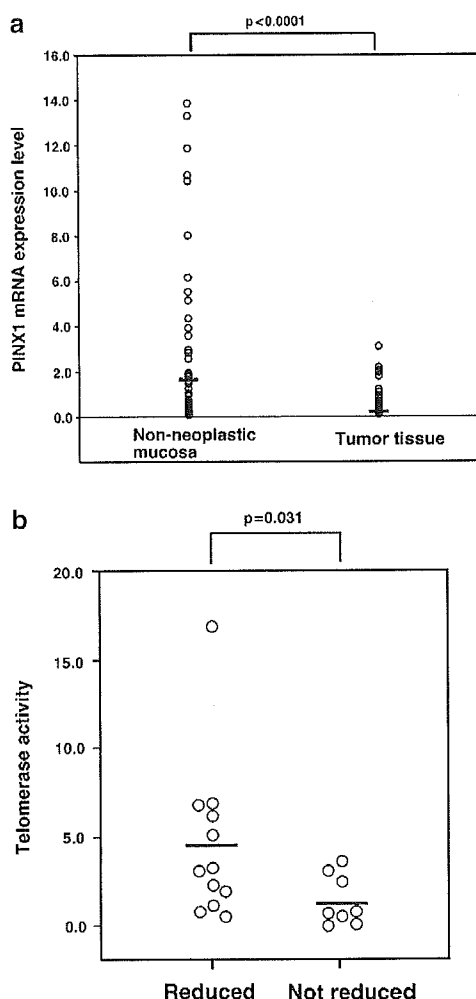 a
p<0.0001
PINX1 mRNA expression level
16.0
14.0
12.0
10.0
8.0
6.0
4.0
2.0
0.0
Non-neoplastic
mucosa
Tumor tissue
b
p=0.031
Telomerase activity
20.0
15.0
10.0
5.0
0.0
Reduced
Not reduced